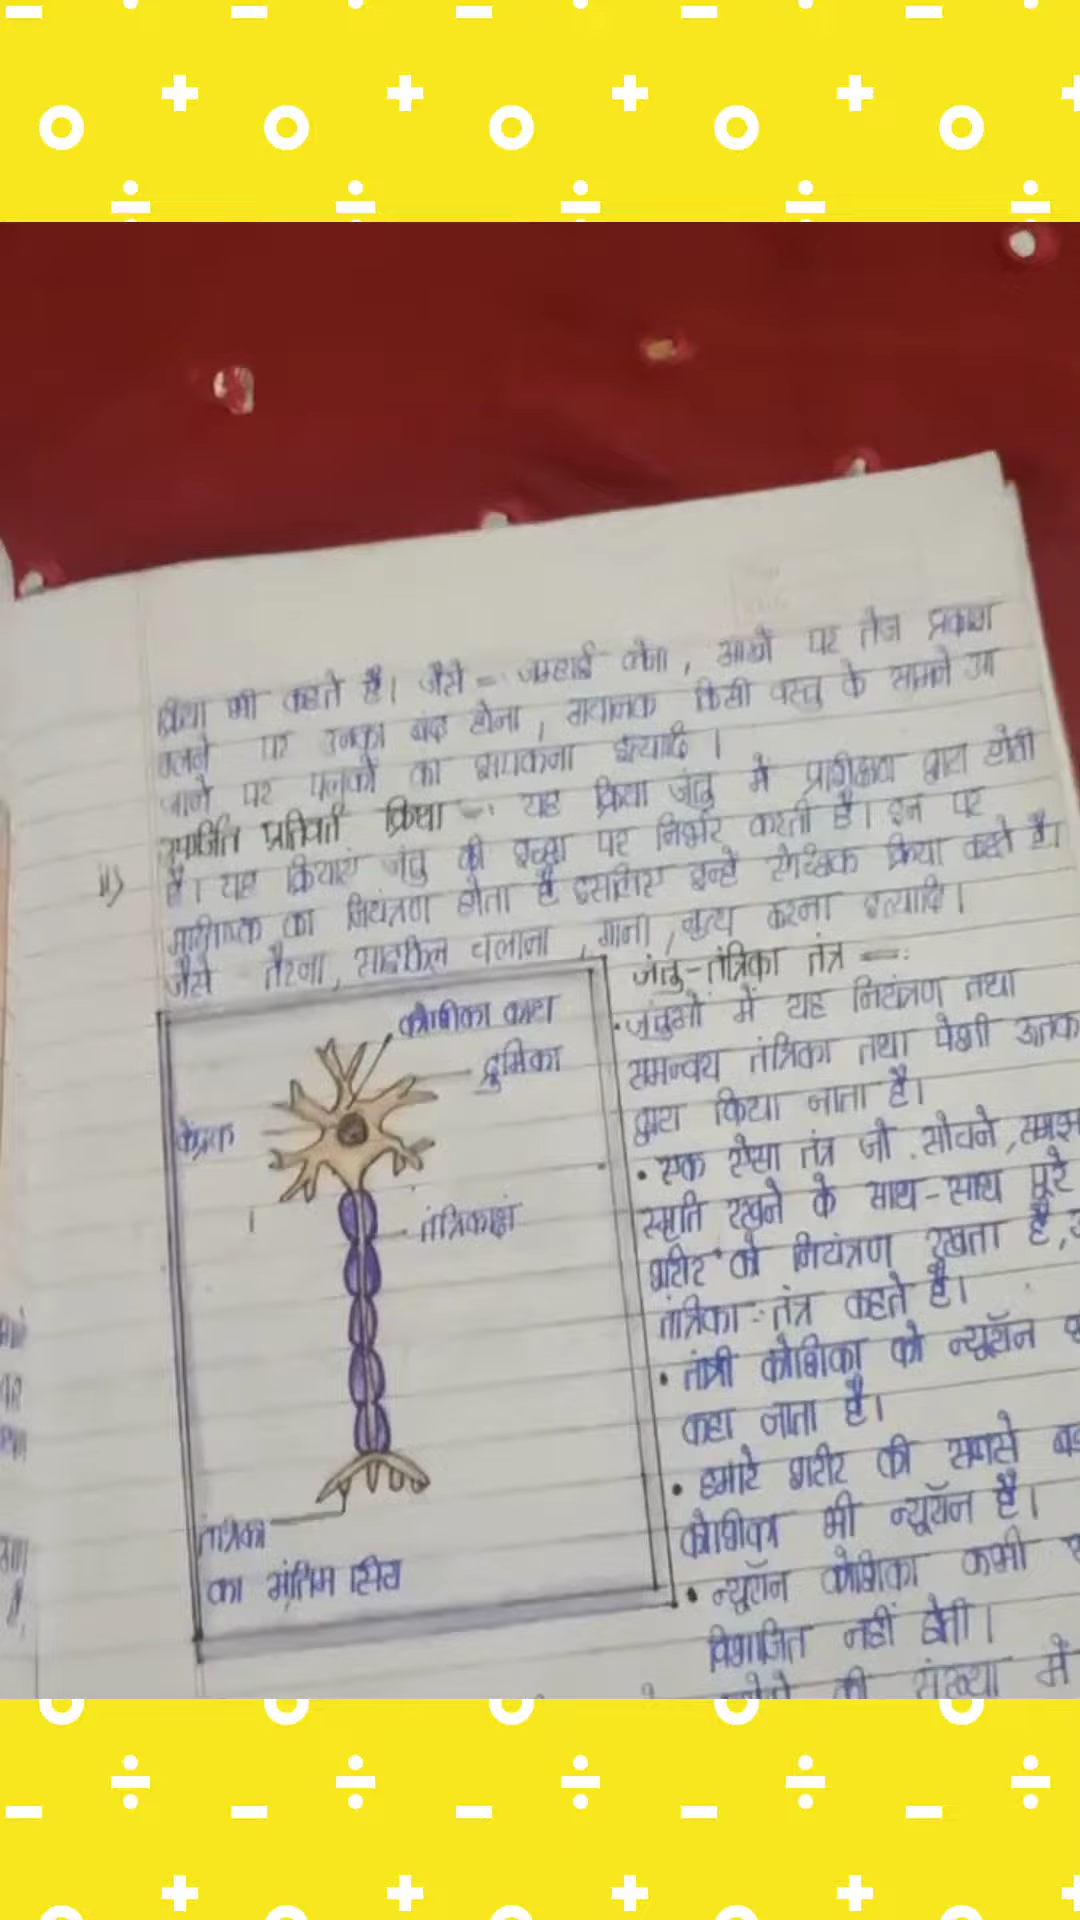 क्रिया भी कहते है। जैसे =: जम्हाई लेना, आखों पर तेज प्रकाश
पर उनका बंद होना, अचानक किसी वस्तु के सामने आ
जाने पर पलकों का झपकना इत्यादि ।
ii) उपार्जित प्रतिवर्त क्रिया =: यह क्रिया जंतु में प्रशिक्षण द्वारा होती
है। यह क्रियाएं जंतु की इच्छा पर निर्भर करती है। इन पर
मस्तिष्क का नियंत्रण होता है इसलिए इन्हे ऐच्छिक क्रिया कहते है।
जैसे तैरना, साइकिल चलाना, गाना, नृत्य करना इत्यादि।
कोशिका काय
द्रुमिका
केंद्रक
तंत्रिकाक्ष
तंत्रिका
का अंतिम सिरा
जंतु-तंत्रिका तंत्र =:
• जंतुओं में यह नियंत्रण तथा
समन्वय तंत्रिका तथा पेशी ऊतक
द्वारा किया जाता है।
• एक ऐसा तंत्र जो सोचने, समझ
स्मृति रखने के साथ-साथ पूरे
शरीर को नियंत्रण रखता है,
तंत्रिका-तंत्र कहते है।
• तंत्री कोशिका को न्यूरॉन
कहा जाता है।
• हमारे शरीर की सबसे
कोशिका भी न्यूरॉन है।
• न्यूरॉन कोशिका कभी
विभाजित नहीं होती।
की संख्या में